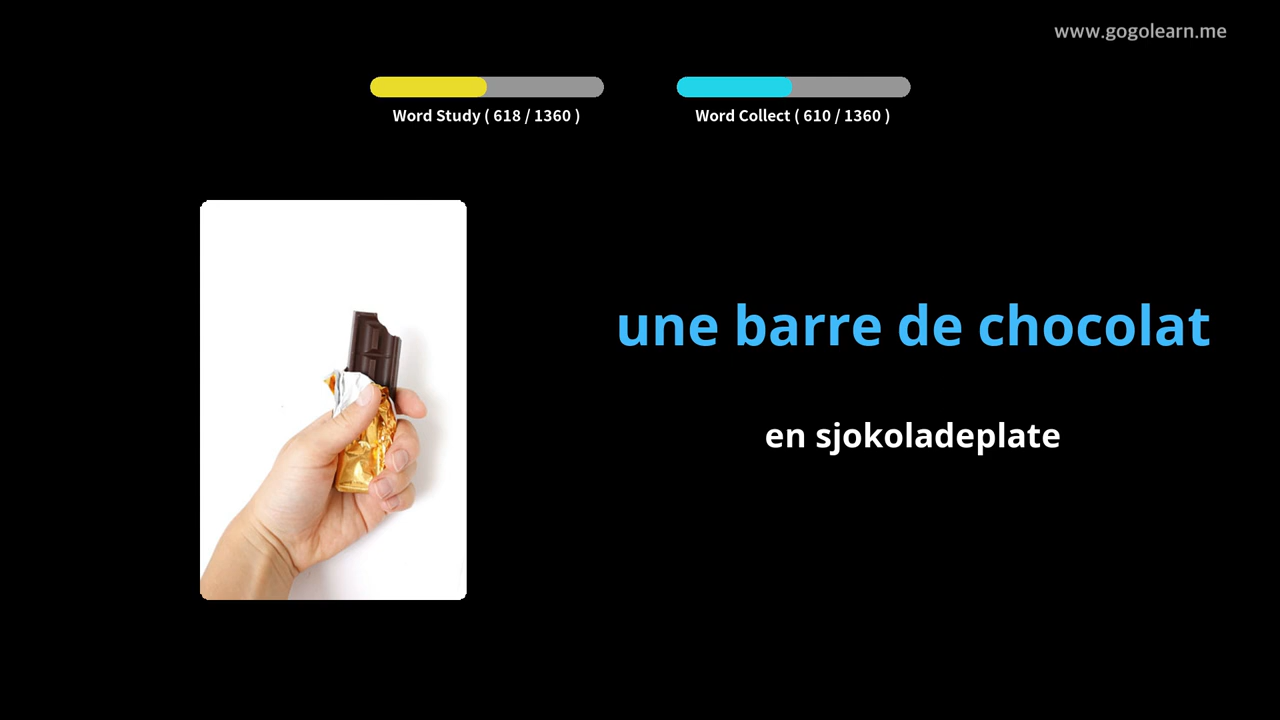 www.gogolearn.me
Word Study ( 618 / 1360 )
Word Collect ( 610 / 1360 )
une barre de chocolat
en sjokoladeplate